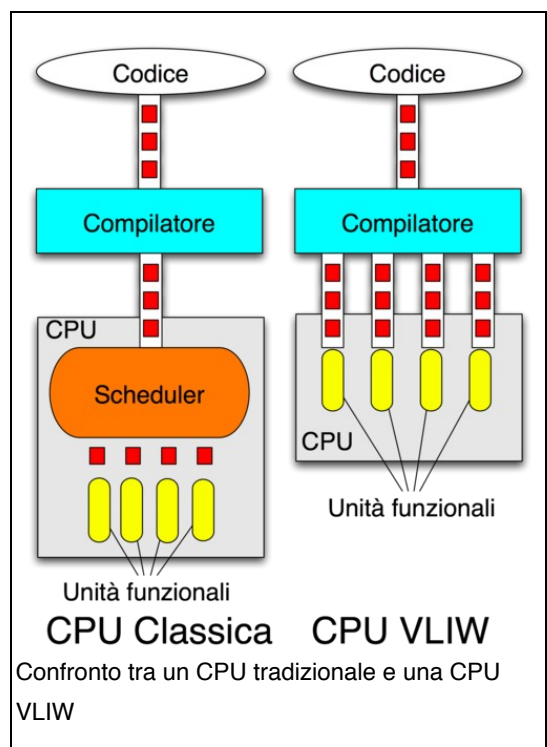 Codice
Codice
Compilatore
Compilatore
CPU
Scheduler
CPU
Unità funzionali
Unità funzionali
CPU Classica
CPU VLIW
Confronto tra un CPU tradizionale e una CPU
VLIW